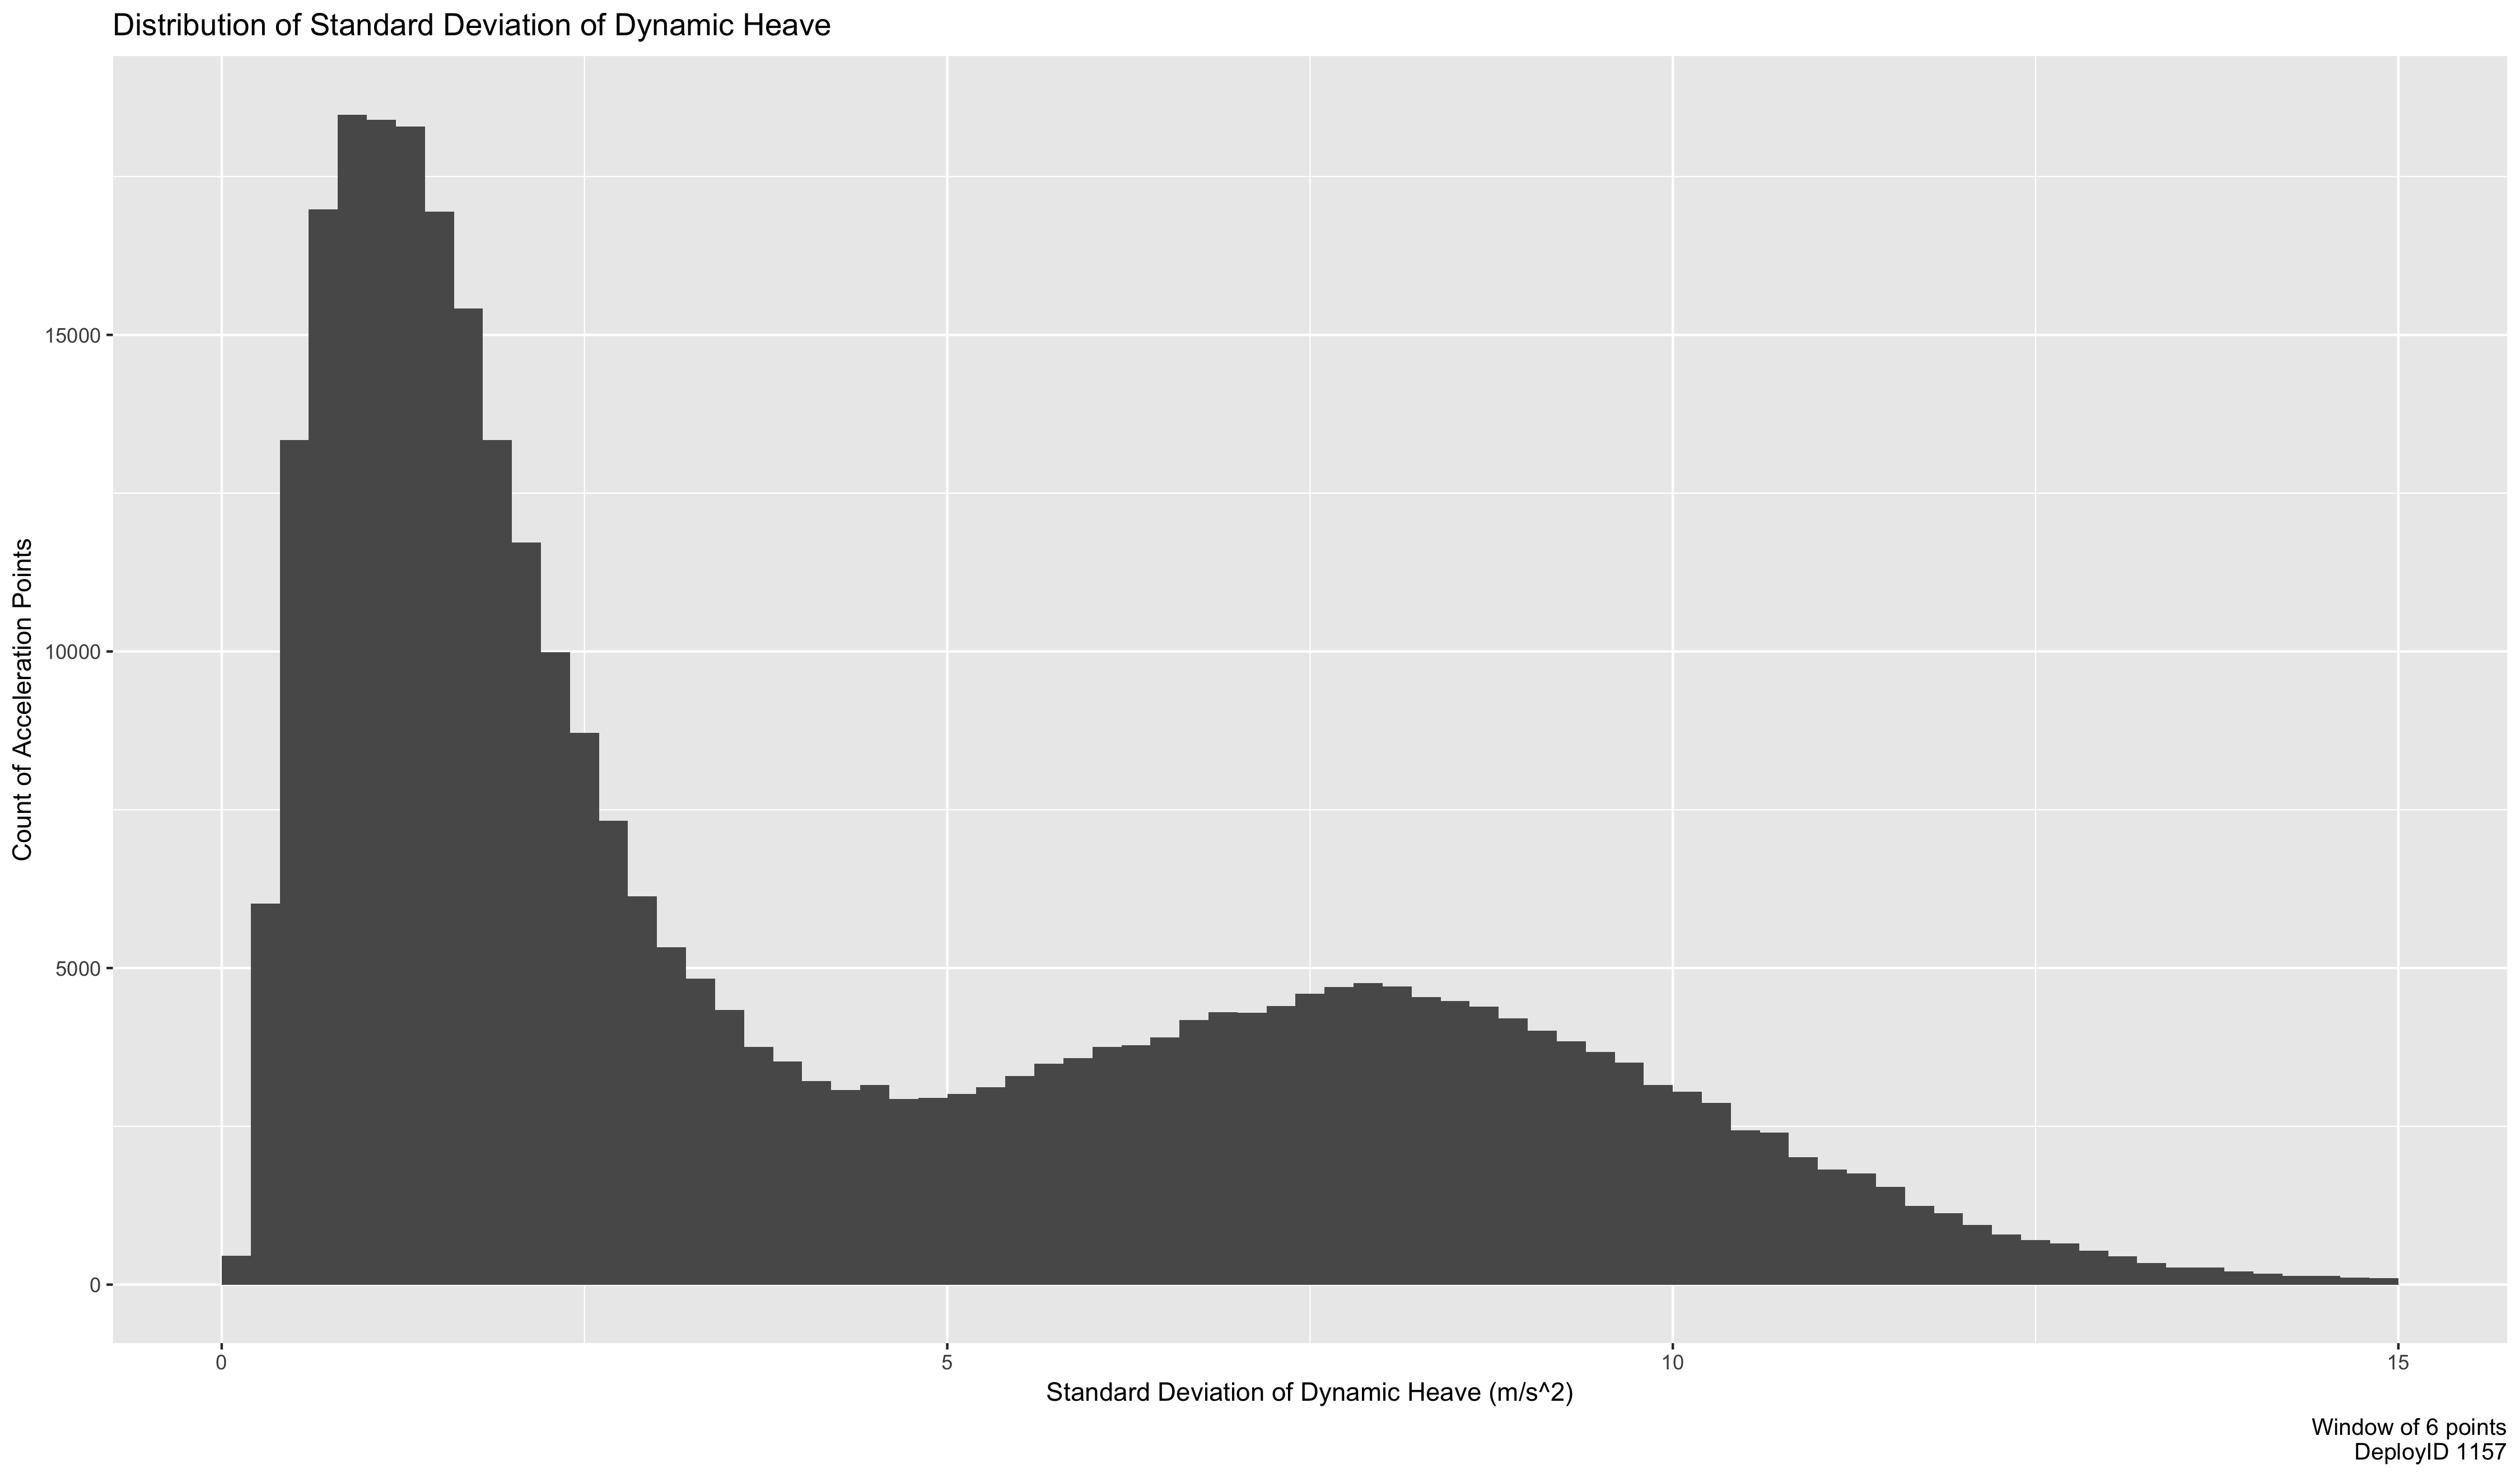 Distribution of Standard Deviation of Dynamic Heave
Count of Acceleration Points
15000
10000
5000
0
0
5
10
15
Standard Deviation of Dynamic Heave (m/s^2)
Window of 6 points
DeployID 1157